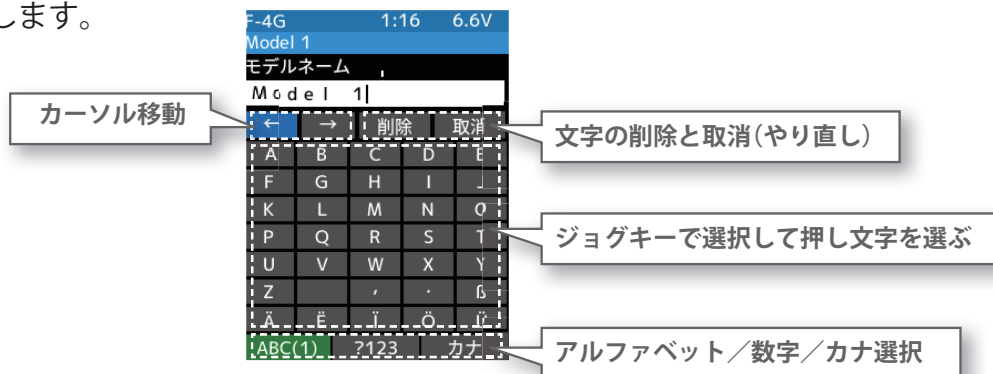 します。
F-4G 1:16 6.6V
Model 1
モデルネーム
Model 1
カーソル移動
← → 削除 取消
文字の削除と取消(やり直し)
A B C D E
F G H I J
K L M N O
P Q R S T
ジョグキーで選択して押し文字を選ぶ
U V W X Y
Z ′ · ß
Ä Ë Ï Ö Ü
ABC(1) ?123 カナ
アルファベット／数字／カナ選択